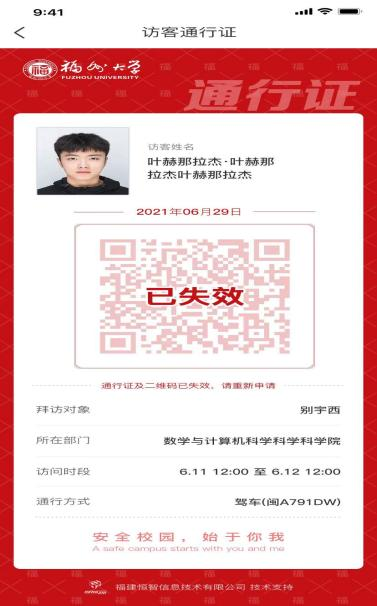 9:41
访客通行证
福州大学
FUZHOU UNIVERSITY
通行证
访客姓名
叶赫那拉杰·叶赫那
拉杰叶赫那拉杰
2021年06月29日
已失效
通行证及二维码已失效，请重新申请
拜访对象 别宇西
所在部门 数学与计算机科学科学科学院
访问时段 6.11 12:00 至 6.12 12:00
通行方式 驾车(闽A791DW)
安全校园，始于你我
A safe campus starts with you and me
福建恒智信息技术有限公司 技术支持